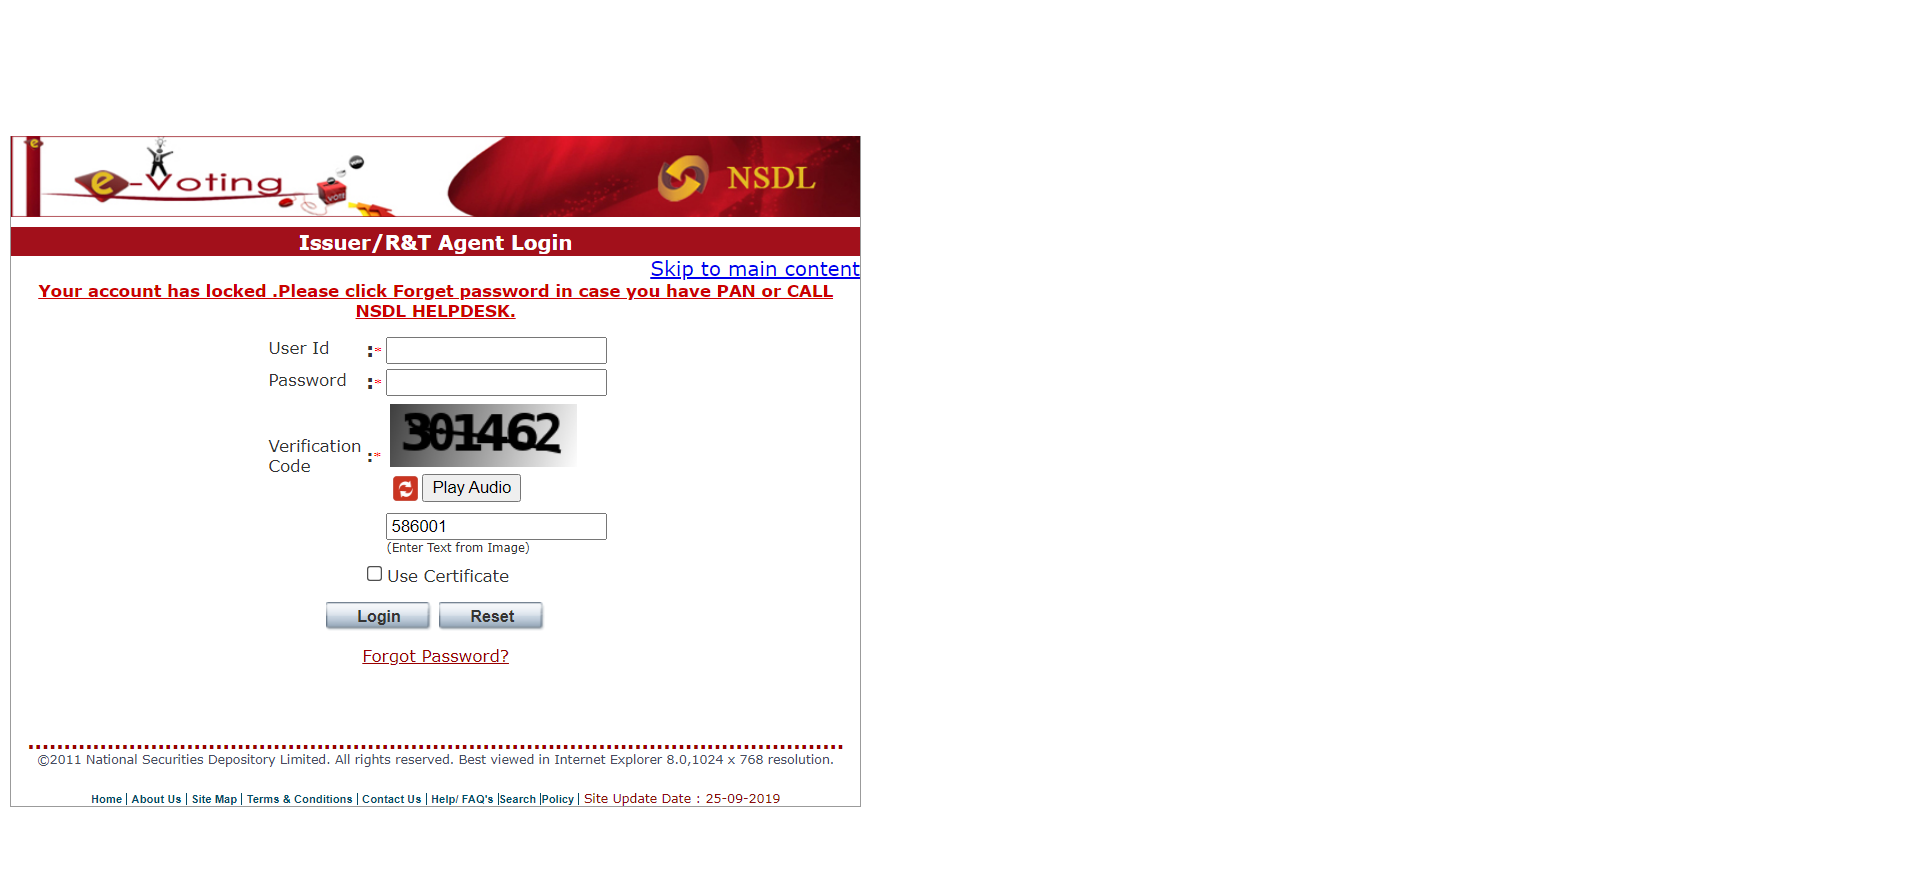 e-Voting
VOTE
NSDL
Issuer/R&T Agent Login
Skip to main content
Your account has locked .Please click Forget password in case you have PAN or CALL
NSDL HELPDESK.
User Id :*
Password :*
301462
Verification
Code :*
Play Audio
586001
(Enter Text from Image)
Use Certificate
Login Reset
Forgot Password?
©2011 National Securities Depository Limited. All rights reserved. Best viewed in Internet Explorer 8.0,1024 x 768 resolution.
Home | About Us | Site Map | Terms & Conditions | Contact Us | Help/ FAQ's |Search |Policy | Site Update Date : 25-09-2019